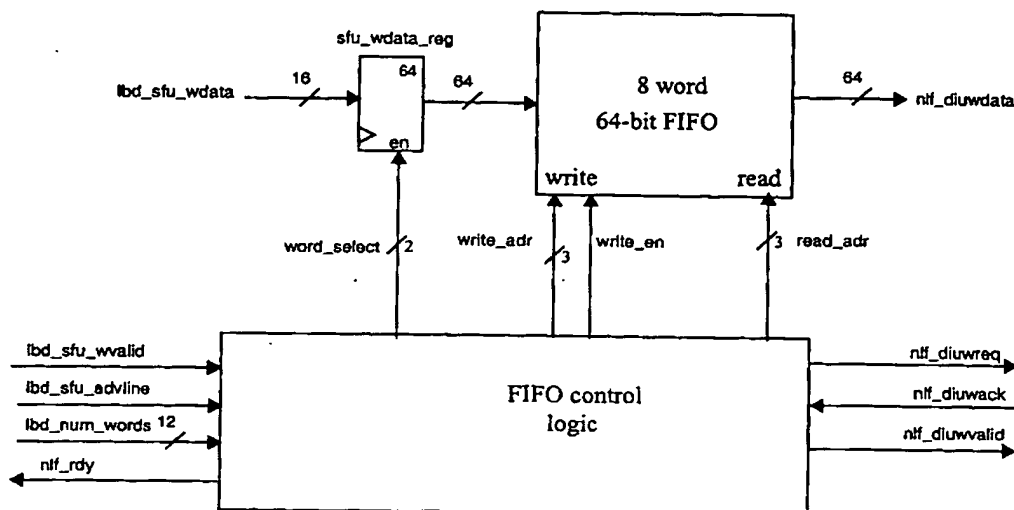 sfu_wdata_reg
lbd_sfu_wdata
16
64
64
en
8 word
64-bit FIFO
write
read
64
nlf_diuwdata
word_select
2
write_adr
3
write_en
3
read_adr
lbd_sfu_wvalid
lbd_sfu_advline
lbd_num_words
12
nlf_rdy
FIFO control
logic
nlf_diuwreq
nlf_diuwack
nlf_diuwvalid